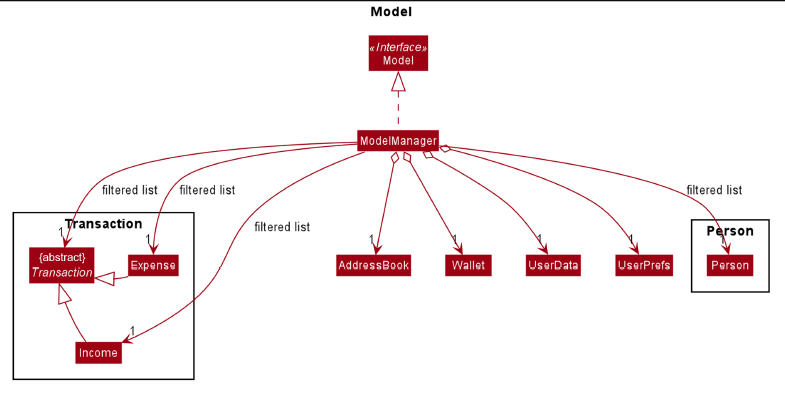 Model
«Interface»
Model
ModelManager
filtered list
filtered list
filtered list
filtered list
Transaction
Person
1
1
1
1
1
1
1
1
{abstract}
Transaction
Expense
AddressBook
Wallet
UserData
UserPrefs
Person
1
Income